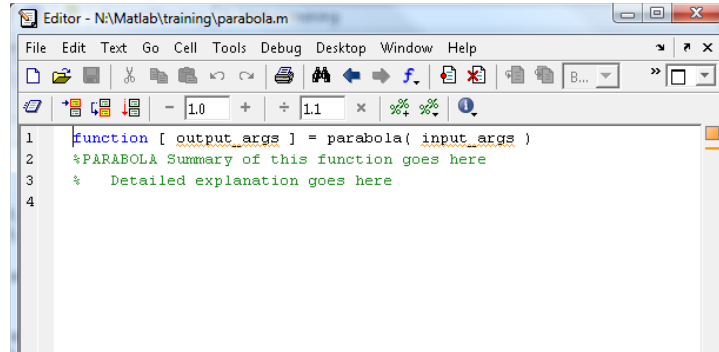 Editor - N:\Matlab\training\parabola.m
File Edit Text Go Cell Tools Debug Desktop Window Help
B...
1.0 1.1
1 function [ output_args ] = parabola( input_args )
2 %PARABOLA Summary of this function goes here
3 % Detailed explanation goes here
4